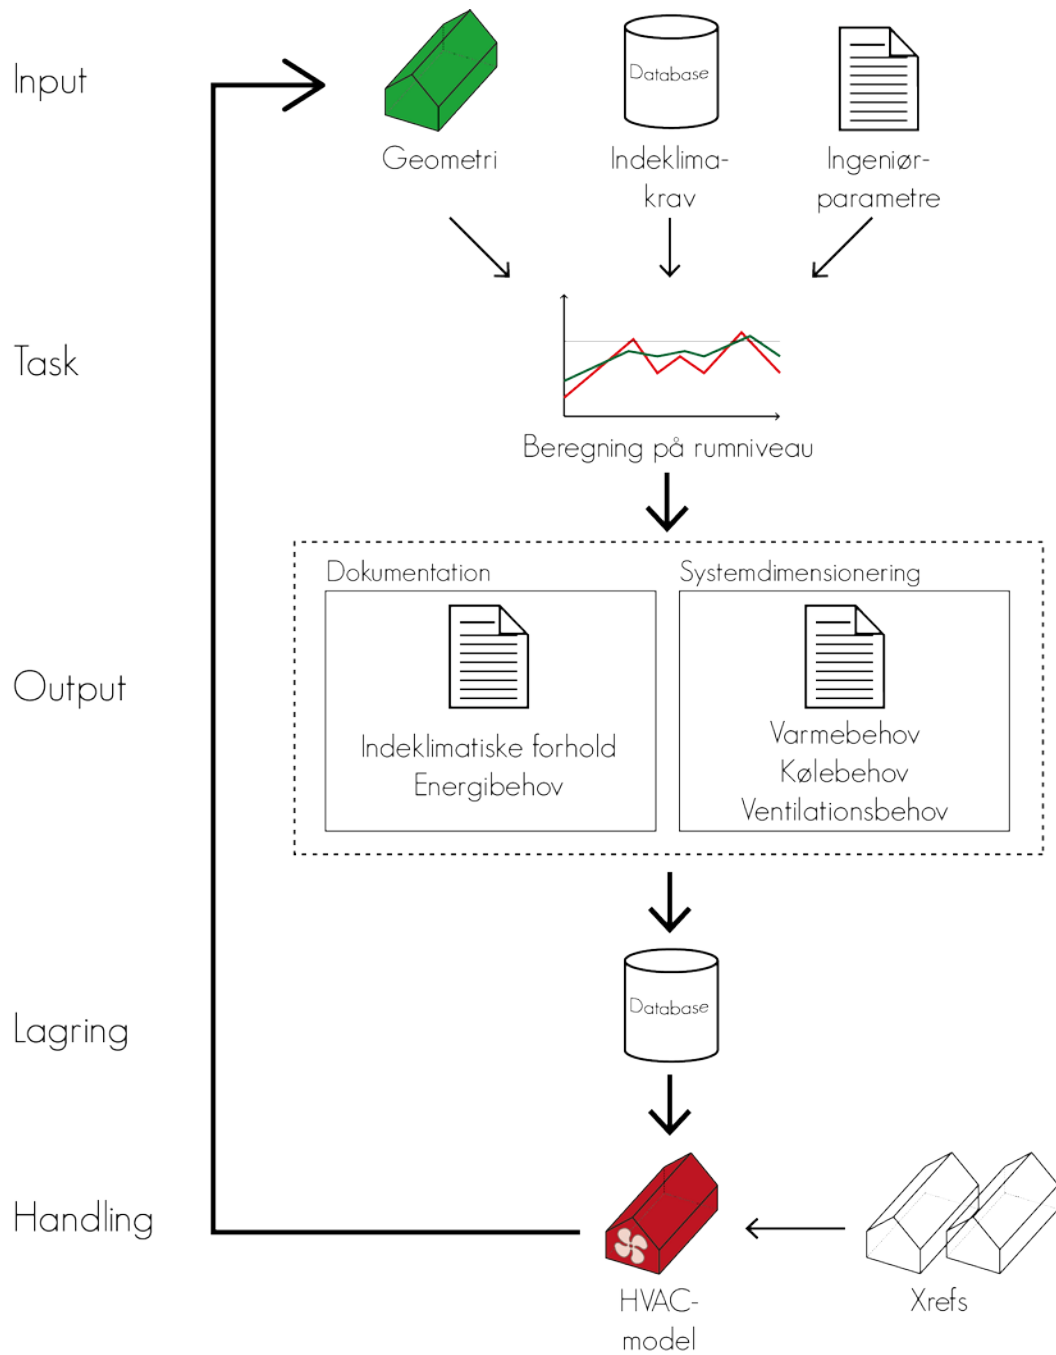 Input
Database
Geometri
Indeklima-
krav
Ingeniør-
parametre
Task
Beregning på rumniveau
Output
Dokumentation
Indeklimatiske forhold
Energibehov
Systemdimensionering
Varmebehov
Kølebehov
Ventilationsbehov
Lagring
Database
Handling
HVAC-
model
Xrefs